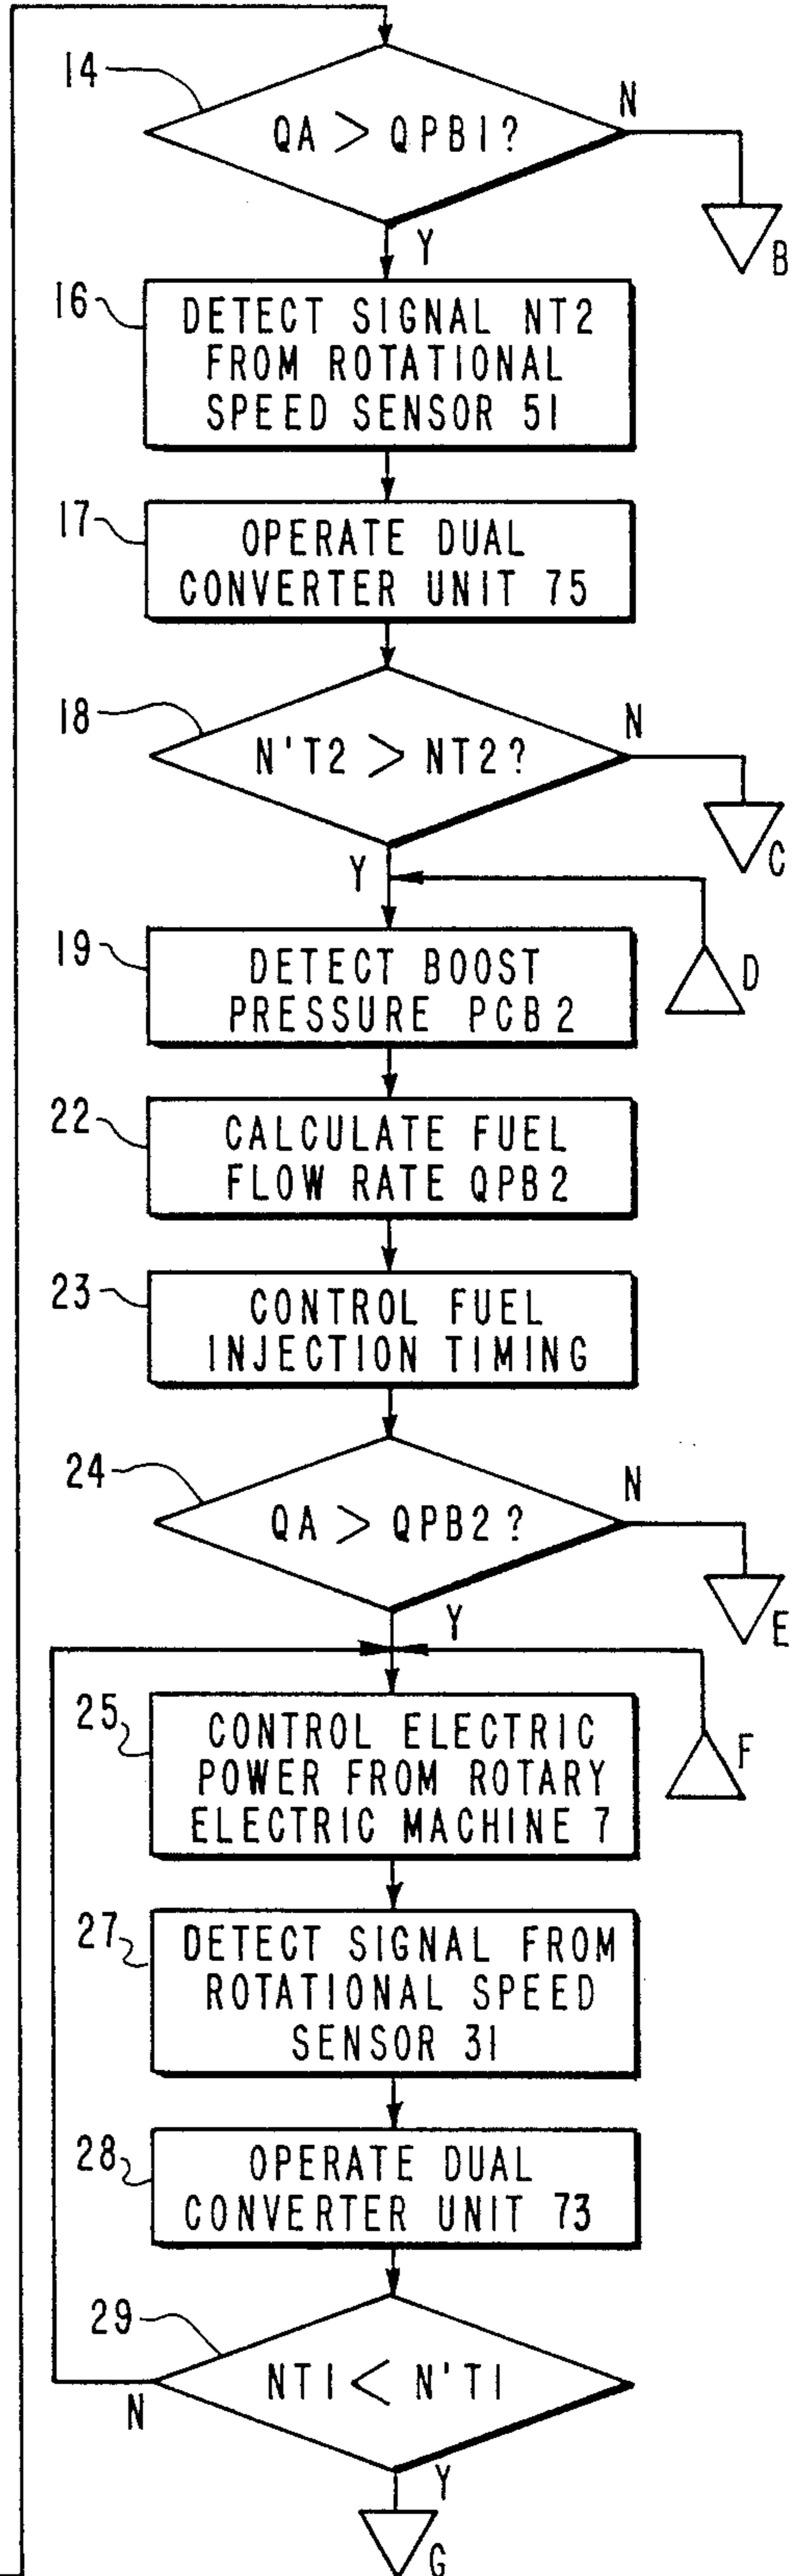 14
QA > QPB1?
N
B
Y
16
DETECT SIGNAL NT2
FROM ROTATIONAL
SPEED SENSOR 51
17
OPERATE DUAL
CONVERTER UNIT 75
18
N'T2 > NT2?
N
C
Y
D
19
DETECT BOOST
PRESSURE PCB2
22
CALCULATE FUEL
FLOW RATE QPB2
23
CONTROL FUEL
INJECTION TIMING
24
QA > QPB2?
N
E
Y
F
25
CONTROL ELECTRIC
POWER FROM ROTARY
ELECTRIC MACHINE 7
27
DETECT SIGNAL FROM
ROTATIONAL SPEED
SENSOR 31
28
OPERATE DUAL
CONVERTER UNIT 73
29
NT1 < N'T1
N
Y
G